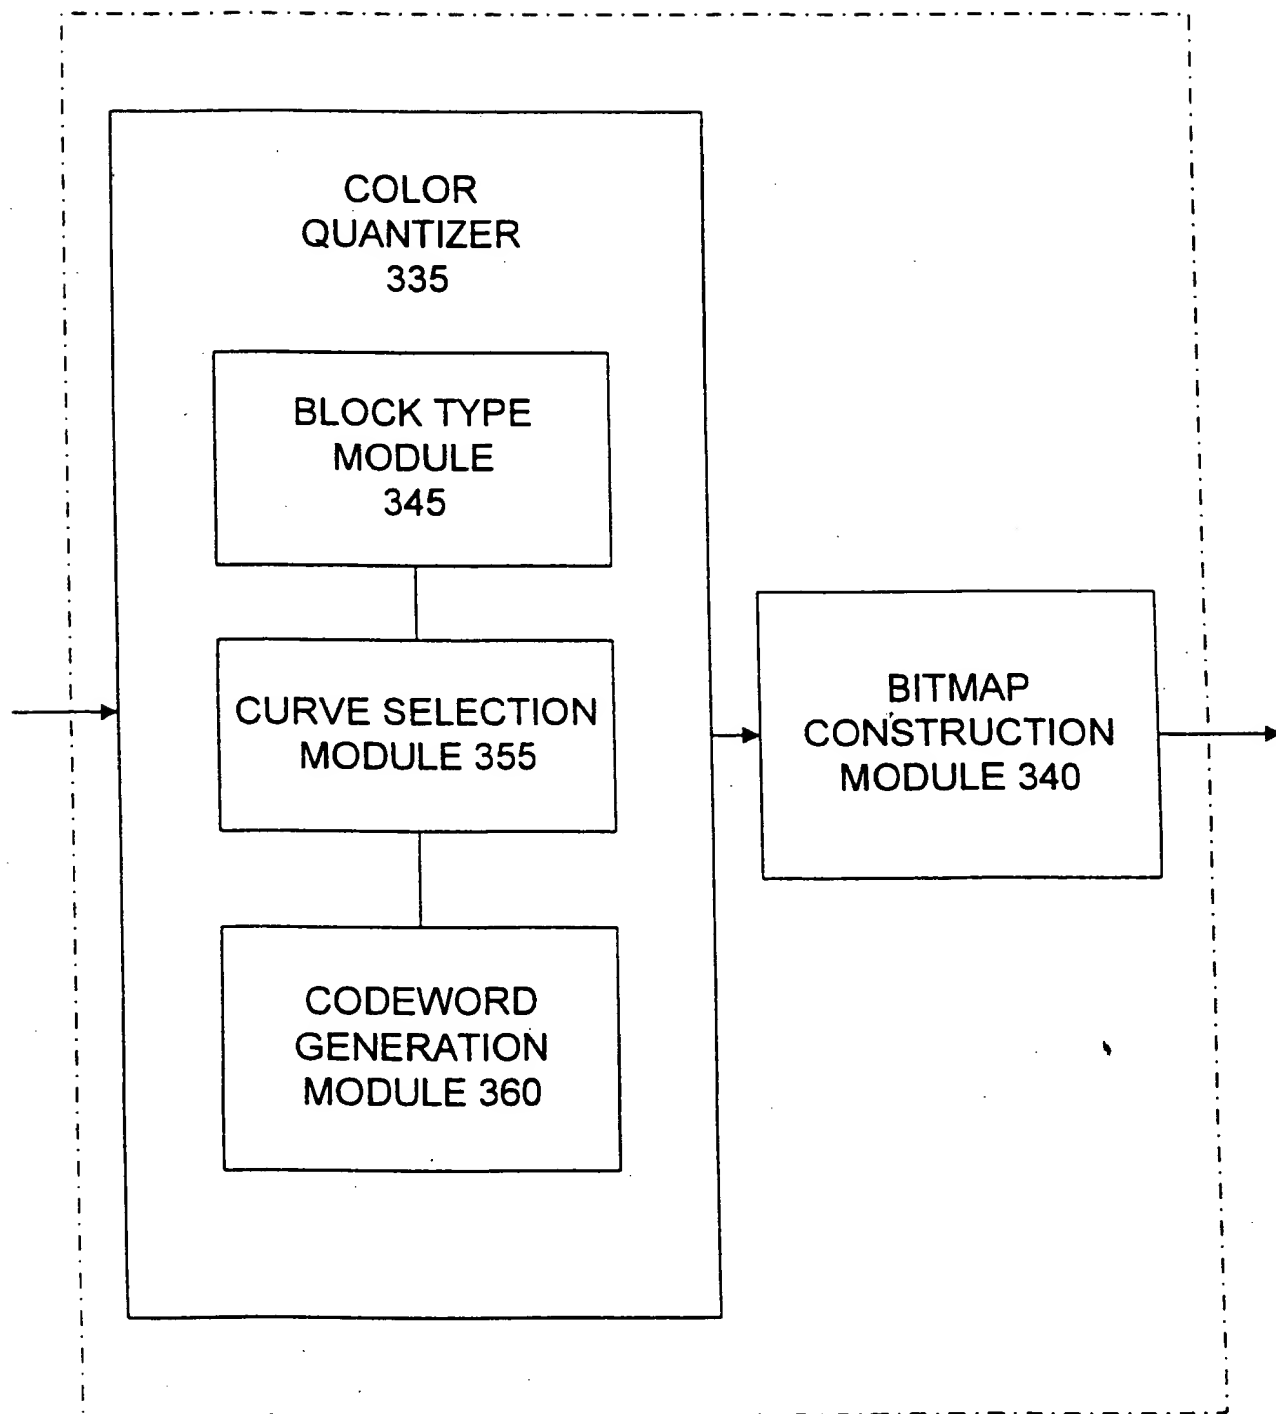 COLOR
QUANTIZER
335
BLOCK TYPE
MODULE
345
CURVE SELECTION
MODULE 355
CODEWORD
GENERATION
MODULE 360
BITMAP
CONSTRUCTION
MODULE 340